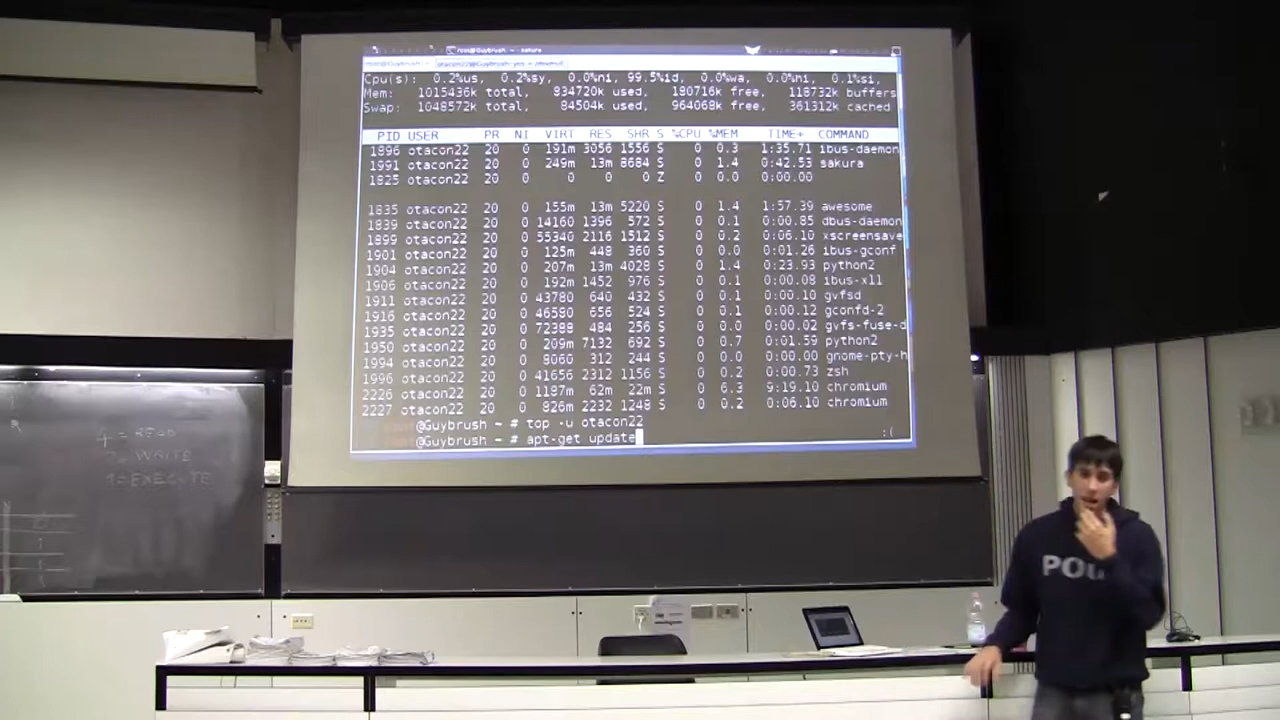 root@Guybrush ~ - sakura
Cpu(s): 0.2%us, 0.2%sy, 0.0%ni, 99.5%id, 0.0%wa, 0.0%hi, 0.1%si,
Mem: 1015436k total, 834720k used, 180716k free, 118732k buffers
Swap: 1048572k total, 84504k used, 964068k free, 361312k cached
PID USER PR NI VIRT RES SHR S %CPU %MEM TIME+ COMMAND
1896 otacon22 20 0 191m 3056 1556 S 0 0.3 1:35.71 ibus-daemon
1991 otacon22 20 0 249m 13m 8684 S 0 1.4 0:42.53 sakura
1825 otacon22 20 0 0 0 0 Z 0 0.0 0:00.00
1835 otacon22 20 0 155m 13m 5220 S 0 1.4 1:57.39 awesome
1839 otacon22 20 0 14160 1396 572 S 0 0.1 0:00.85 dbus-daemon
1899 otacon22 20 0 55340 2116 1512 S 0 0.2 0:06.10 xscreensave
1901 otacon22 20 0 125m 448 360 S 0 0.0 0:01.26 ibus-gconf
1904 otacon22 20 0 207m 13m 4028 S 0 1.4 0:23.93 python2
1906 otacon22 20 0 192m 1452 976 S 0 0.1 0:00.08 ibus-x11
1911 otacon22 20 0 43780 640 432 S 0 0.1 0:00.10 gvfsd
1916 otacon22 20 0 46580 656 524 S 0 0.1 0:00.12 gconfd-2
1935 otacon22 20 0 72388 484 256 S 0 0.0 0:00.02 gvfs-fuse-d
1950 otacon22 20 0 209m 7132 692 S 0 0.7 0:01.59 python2
1994 otacon22 20 0 8060 312 244 S 0 0.0 0:00.00 gnome-pty-h
1996 otacon22 20 0 41656 2312 1156 S 0 0.2 0:00.73 zsh
2226 otacon22 20 0 1187m 62m 22m S 0 6.3 9:19.10 chromium
2227 otacon22 20 0 826m 2232 1248 S 0 0.2 0:06.10 chromium
@Guybrush ~ # top -u otacon22
@Guybrush ~ # apt-get update :(
4 = READ
2 = WRITE
1 = EXECUTE
POL